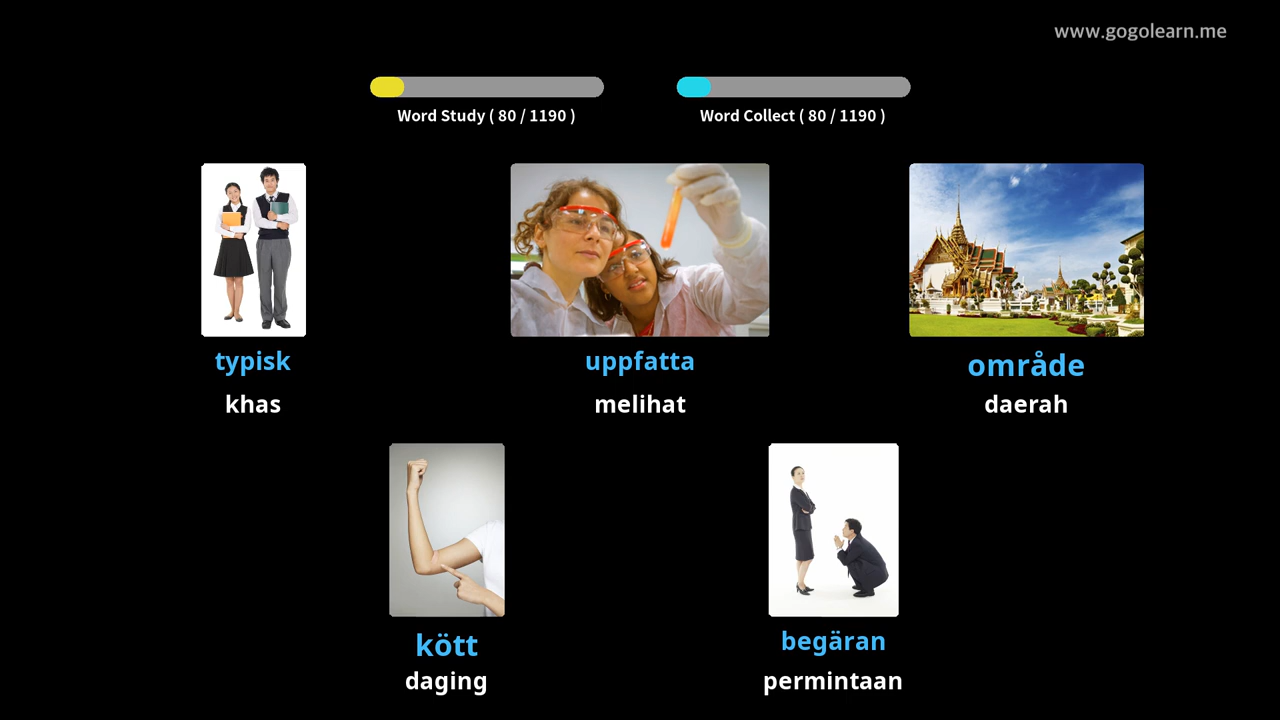 www.gogolearn.me
Word Study ( 80 / 1190 )
Word Collect ( 80 / 1190 )
typisk
khas
uppfatta
melihat
område
daerah
kött
daging
begäran
permintaan